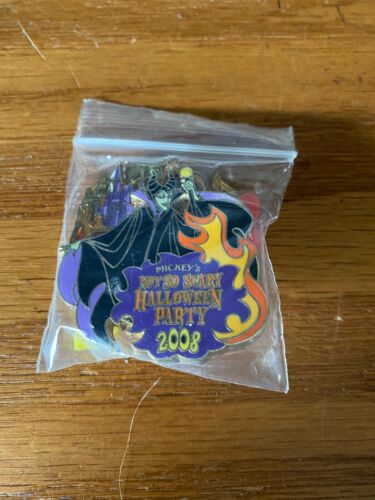 MICKEY'S
NOT SO SCARY
HALLOWEEN
PARTY
2008